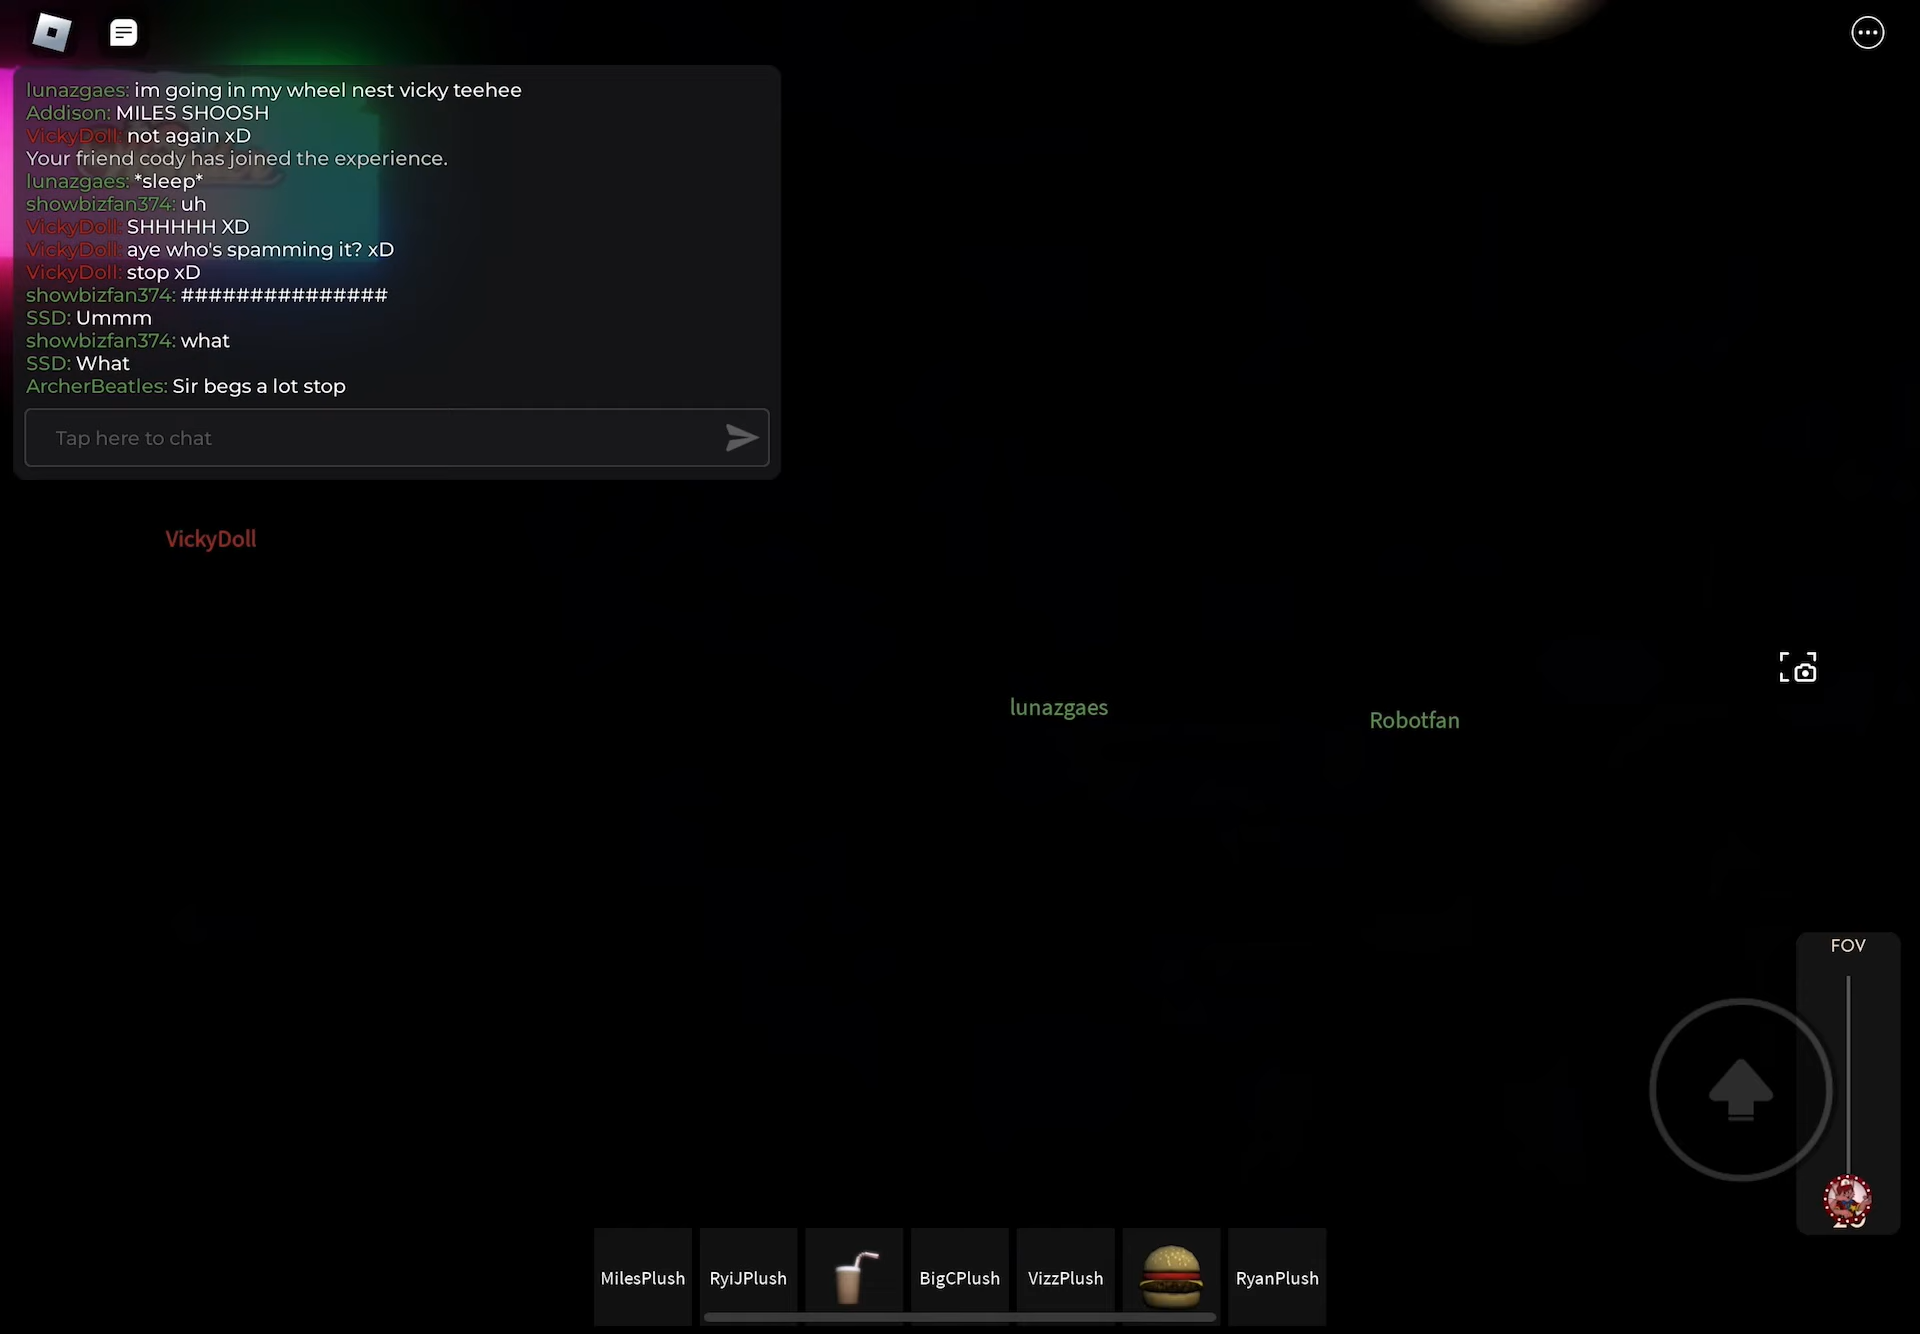 lunazgaes: im going in my wheel nest vicky teehee
Addison: MILES SHOOSH
VickyDoll: not again xD
Your friend cody has joined the experience.
lunazgaes: *sleep*
showbizfan374: uh
VickyDoll: SHHHHH XD
VickyDoll: aye who's spamming it? xD
VickyDoll: stop xD
showbizfan374: ###############
SSD: Ummm
showbizfan374: what
SSD: What
ArcherBeatles: Sir begs a lot stop
Tap here to chat
VickyDoll
lunazgaes
Robotfan
FOV
MilesPlush
RyiJPlush
BigCPlush
VizzPlush
RyanPlush